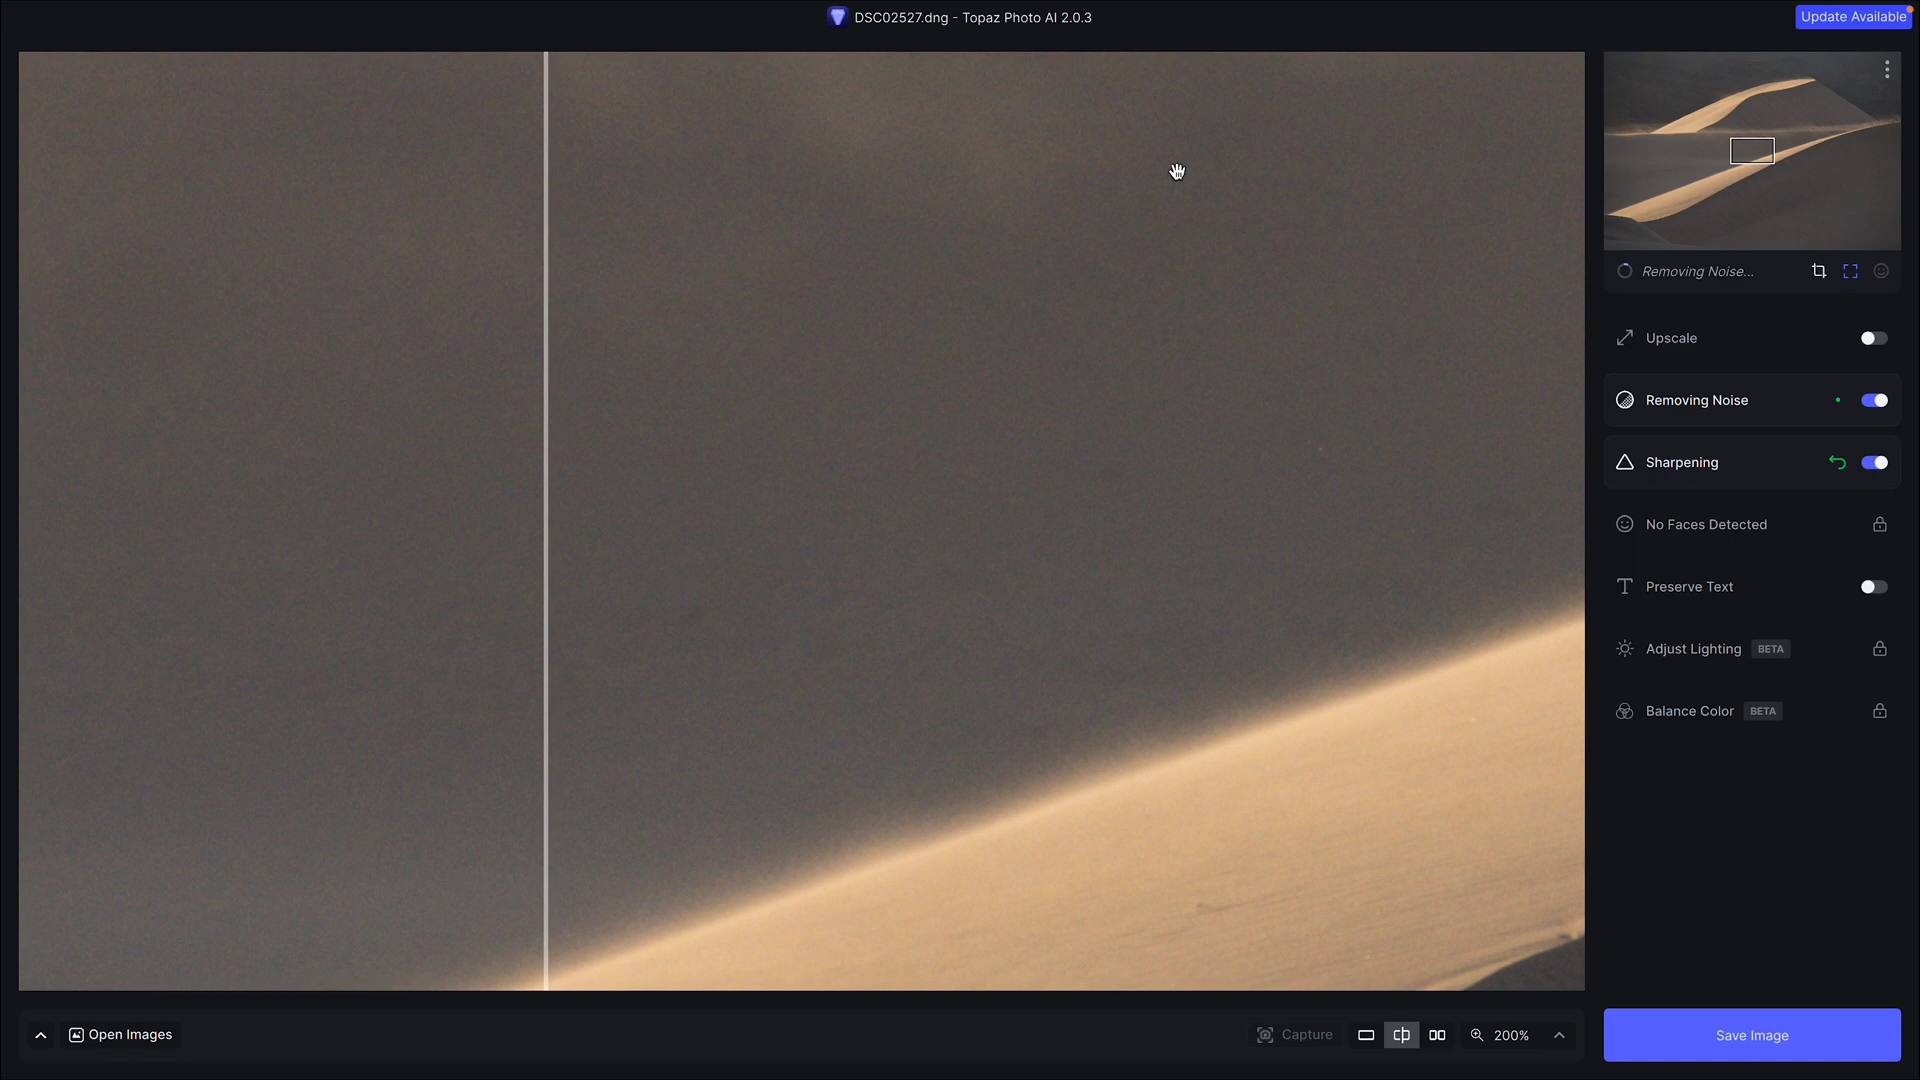 DSC02527.dng - Topaz Photo AI 2.0.3
Update Available
Removing Noise...
Upscale
Removing Noise
Sharpening
No Faces Detected
Preserve Text
Adjust Lighting BETA
Balance Color BETA
Open Images
Capture
200%
Save Image